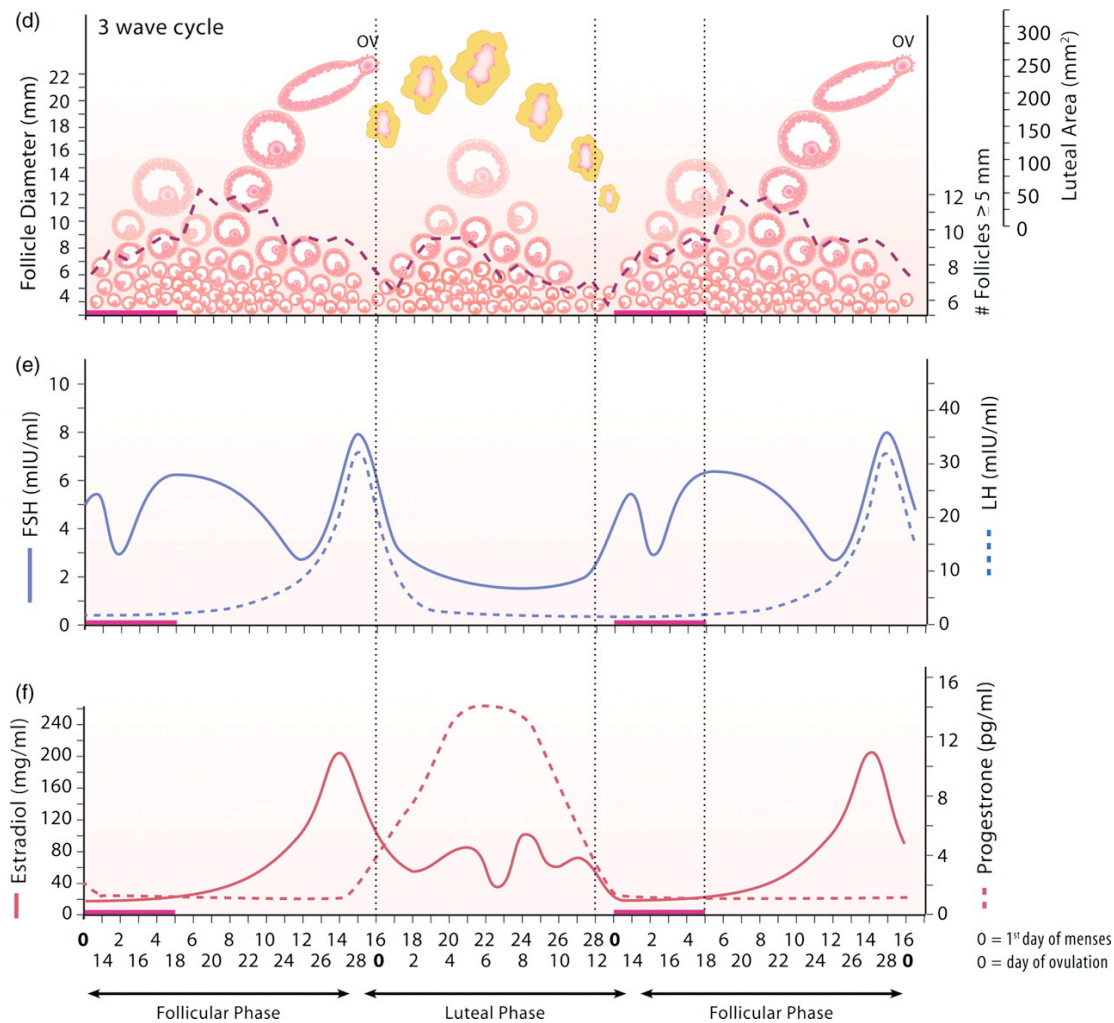 (d)
3 wave cycle
OV
OV
Follicle Diameter (mm)
22
20
18
16
14
12
10
8
6
4
12
10
8
6
# Follicles ≥ 5 mm
300
250
200
150
100
50
0
Luteal Area (mm²)
(e)
FSH (mIU/ml)
10
8
6
4
2
0
40
30
20
10
0
LH (mIU/ml)
(f)
Estradiol (mg/ml)
240
200
160
120
80
40
0
16
12
8
4
0
Progestrone (pg/ml)
0 2 4 6 8 10 12 14 16 18 20 22 24 26 28 0 2 4 6 8 10 12 14 16
14 16 18 20 22 24 26 28 0 2 4 6 8 10 12 14 16 18 20 22 24 26 28 0
0 = 1st day of menses
0 = day of ovulation
Follicular Phase
Luteal Phase
Follicular Phase